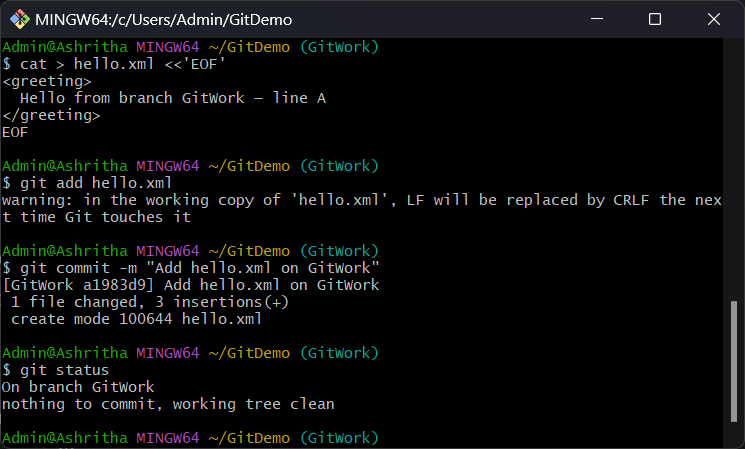 MINGW64:/c/Users/Admin/GitDemo
Admin@Ashritha MINGW64 ~/GitDemo (GitWork)
$ cat > hello.xml <<'EOF'
<greeting>
  Hello from branch GitWork – line A
</greeting>
EOF
Admin@Ashritha MINGW64 ~/GitDemo (GitWork)
$ git add hello.xml
warning: in the working copy of 'hello.xml', LF will be replaced by CRLF the nex
t time Git touches it
Admin@Ashritha MINGW64 ~/GitDemo (GitWork)
$ git commit -m "Add hello.xml on GitWork"
[GitWork a1983d9] Add hello.xml on GitWork
 1 file changed, 3 insertions(+)
 create mode 100644 hello.xml
Admin@Ashritha MINGW64 ~/GitDemo (GitWork)
$ git status
On branch GitWork
nothing to commit, working tree clean
Admin@Ashritha MINGW64 ~/GitDemo (GitWork)